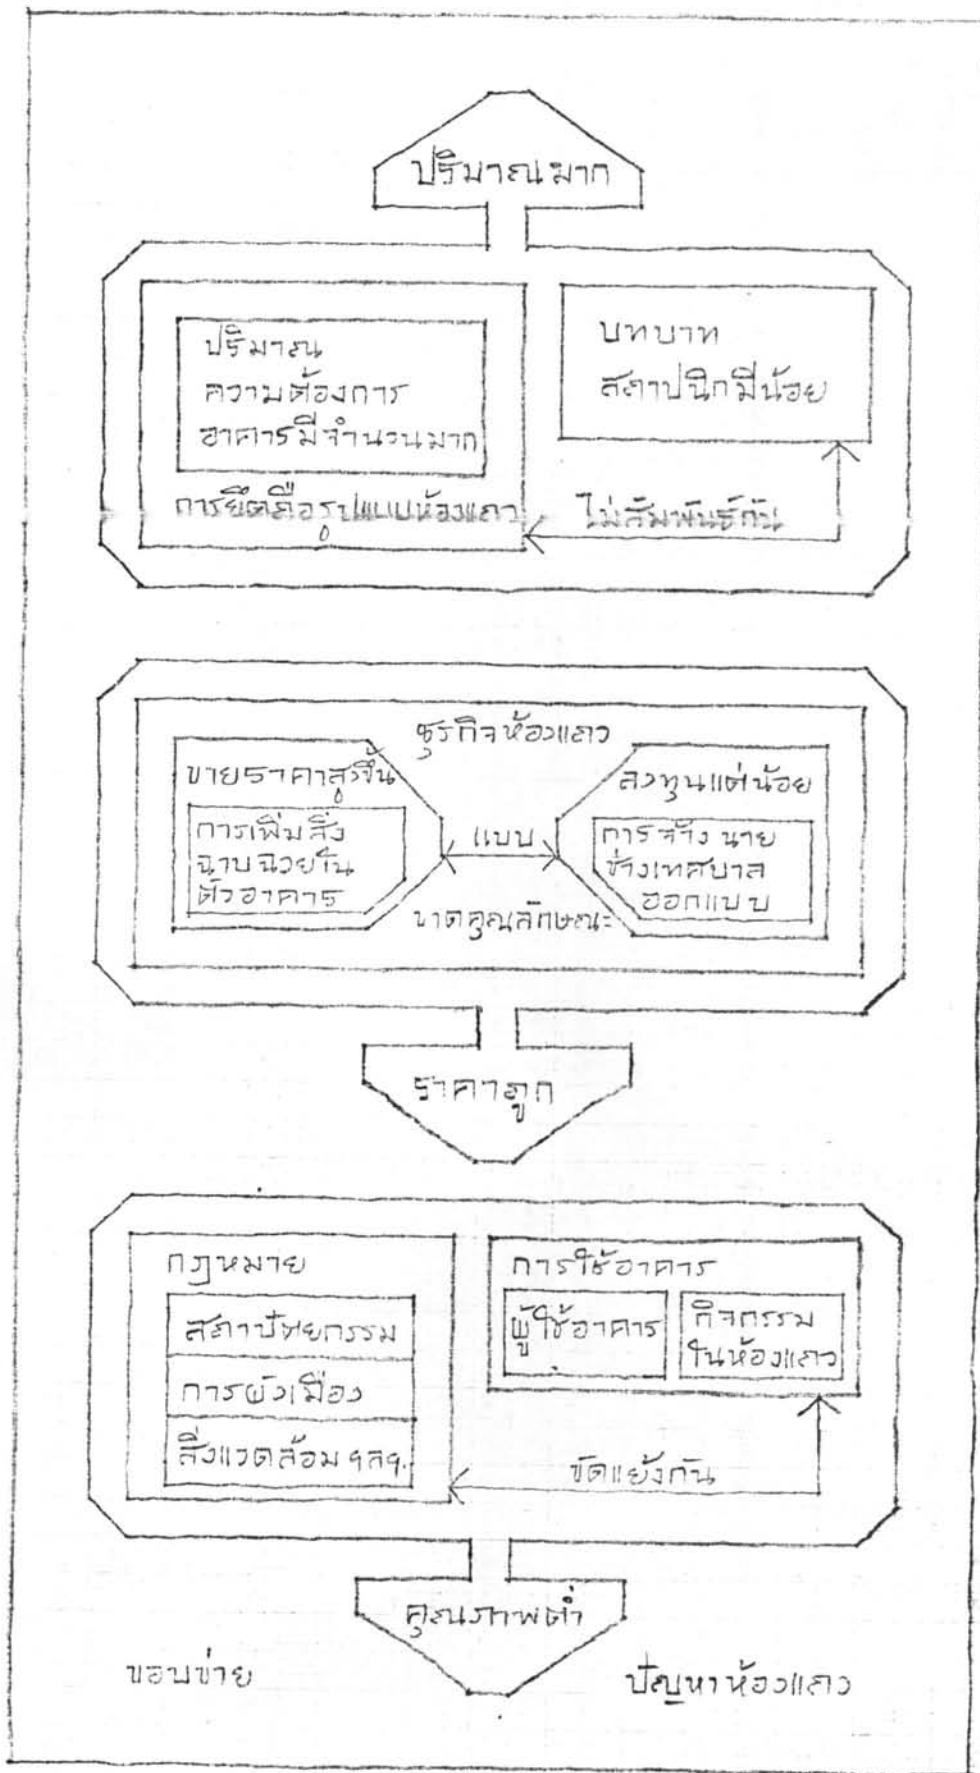 ปริมาณมาก
ปริมาณ
ความต้องการ
อาคารมีจำนวนมาก
การยึดถือรูปแบบห้องแถว
บทบาท
สถาปนิกมีน้อย
ไม่สัมพันธ์กัน
ธุรกิจห้องแถว
ขายราคาสูงขึ้น
การเพิ่มสิ่ง
ฉาบฉวยใน
ตัวอาคาร
แบบ
ขาดคุณลักษณะ
ลงทุนแต่น้อย
การจ้างนาย
ช่างเทศบาล
ออกแบบ
ราคาถูก
กฎหมาย
สถาปัตยกรรม
การผังเมือง
สิ่งแวดล้อม ฯลฯ.
การใช้อาคาร
ผู้ใช้อาคาร
กิจกรรม
ในห้องแถว
ขัดแย้งกัน
คุณภาพต่ำ
ขอบข่าย
ปัญหาห้องแถว